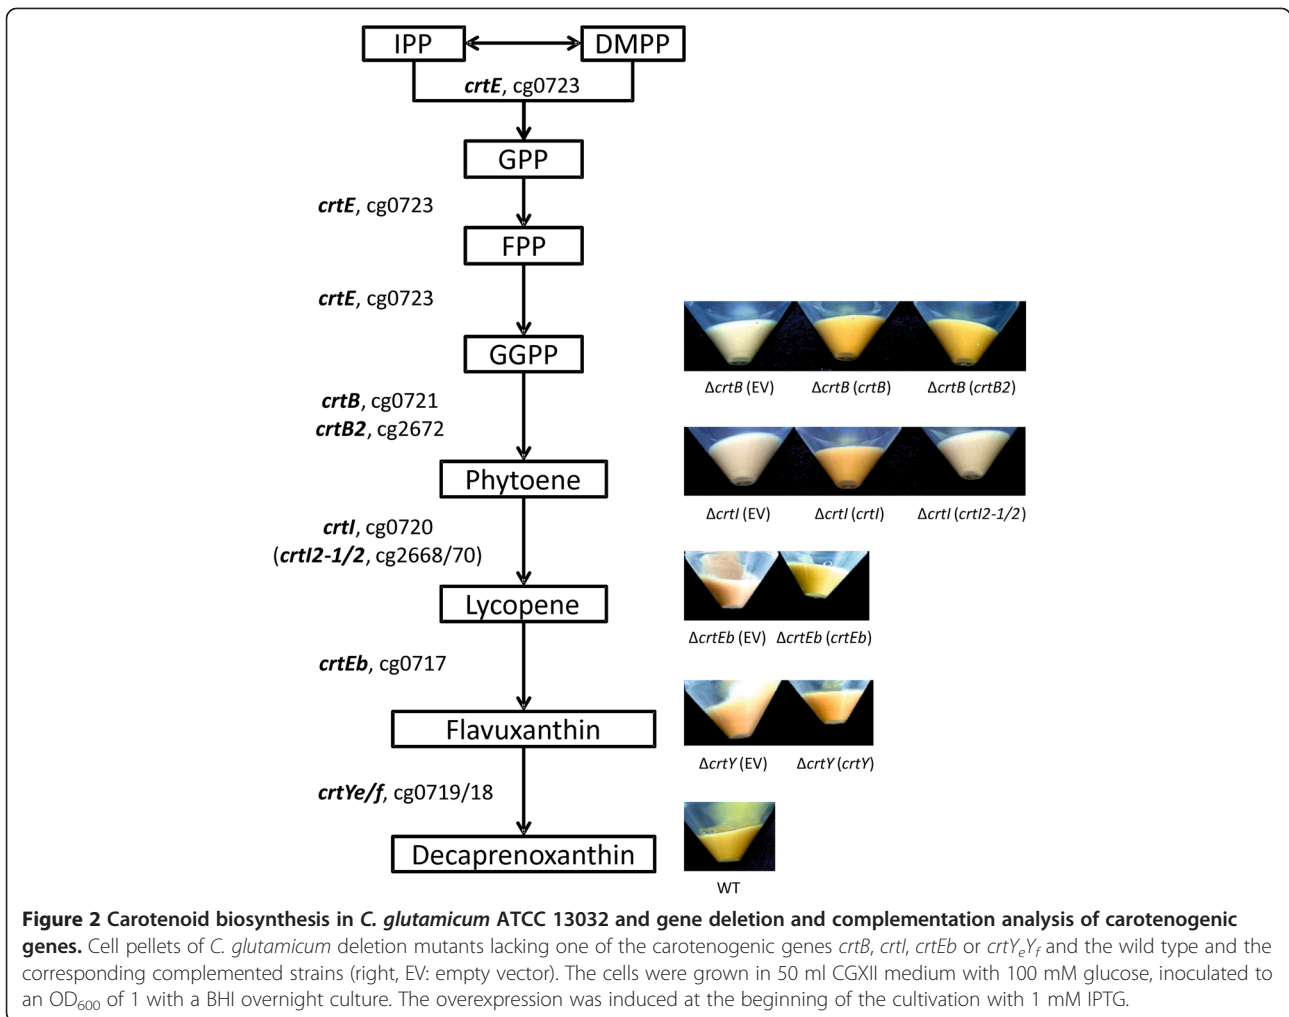 IPP
DMPP
crtE, cg0723
GPP
crtE, cg0723
FPP
crtE, cg0723
GGPP
crtB, cg0721
crtB2, cg2672
ΔcrtB (EV) ΔcrtB (crtB) ΔcrtB (crtB2)
Phytoene
crtI, cg0720
(crtI2-1/2, cg2668/70)
ΔcrtI (EV) ΔcrtI (crtI) ΔcrtI (crtI2-1/2)
Lycopene
crtEb, cg0717
ΔcrtEb (EV) ΔcrtEb (crtEb)
Flavuxanthin
ΔcrtY (EV) ΔcrtY (crtY)
crtYe/f, cg0719/18
Decaprenoxanthin
WT
Figure 2 Carotenoid biosynthesis in C. glutamicum ATCC 13032 and gene deletion and complementation analysis of carotenogenic
genes. Cell pellets of C. glutamicum deletion mutants lacking one of the carotenogenic genes crtB, crtI, crtEb or crtYeYf and the wild type and the
corresponding complemented strains (right, EV: empty vector). The cells were grown in 50 ml CGXII medium with 100 mM glucose, inoculated to
an OD600 of 1 with a BHI overnight culture. The overexpression was induced at the beginning of the cultivation with 1 mM IPTG.